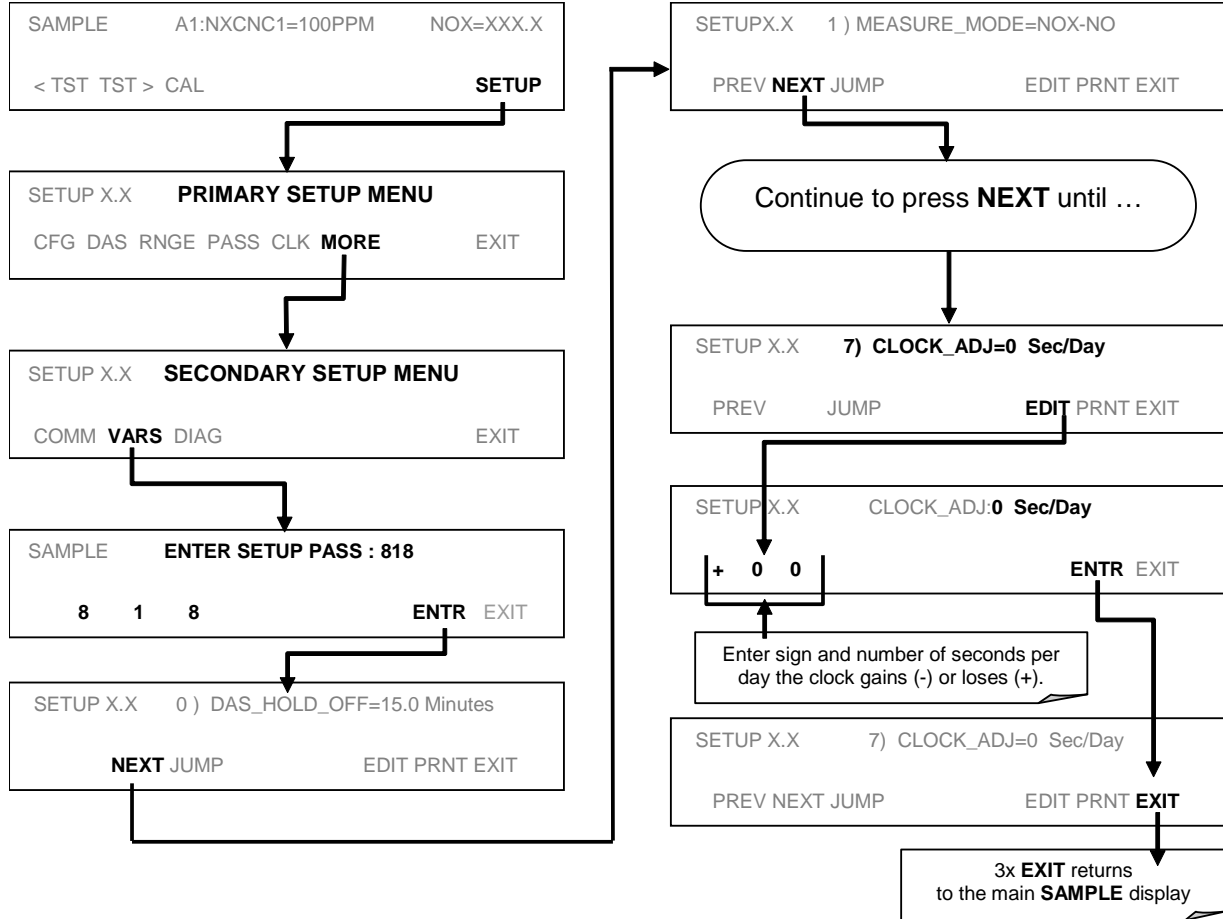 SAMPLE A1:NXCNC1=100PPM NOX=XXX.X
< TST TST > CAL SETUP
SETUP X.X PRIMARY SETUP MENU
CFG DAS RNGE PASS CLK MORE EXIT
SETUP X.X SECONDARY SETUP MENU
COMM VARS DIAG EXIT
SAMPLE ENTER SETUP PASS : 818
8 1 8 ENTR EXIT
SETUP X.X 0 ) DAS_HOLD_OFF=15.0 Minutes
NEXT JUMP EDIT PRNT EXIT
SETUPX.X 1 ) MEASURE_MODE=NOX-NO
PREV NEXT JUMP EDIT PRNT EXIT
Continue to press NEXT until …
SETUP X.X 7) CLOCK_ADJ=0 Sec/Day
PREV JUMP EDIT PRNT EXIT
SETUP X.X CLOCK_ADJ:0 Sec/Day
+ 0 0 ENTR EXIT
Enter sign and number of seconds per
day the clock gains (-) or loses (+).
SETUP X.X 7) CLOCK_ADJ=0 Sec/Day
PREV NEXT JUMP EDIT PRNT EXIT
3x EXIT returns
to the main SAMPLE display